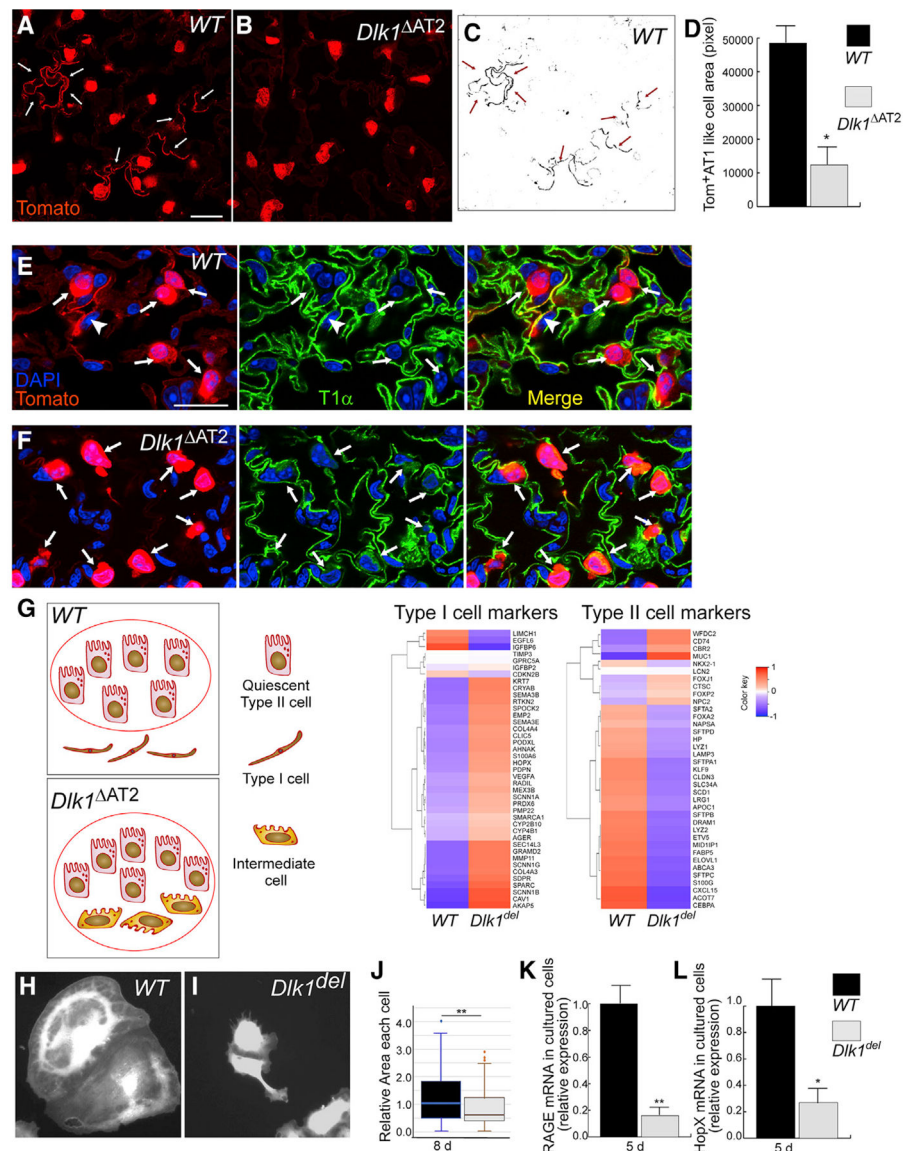 A
WT
B
Dlk1ΔAT2
C
WT
D
Tomato
Tom+AT1 like cell area (pixel)
50000
40000
30000
20000
10000
0
*
WT
Dlk1ΔAT2
E
WT
DAPI
Tomato
T1α
Merge
F
Dlk1ΔAT2
G
WT
Dlk1ΔAT2
Quiescent
Type II cell
Type I cell
Intermediate
cell
Type I cell markers
LIMCH1
EGFL6
IGFBP6
TIMP3
GPRC5A
IGFBP2
CDKN2B
KRT7
CRYAB
SEMA3B
RTKN2
SPOCK2
EMP2
SEMA3E
COL4A4
CLIC5
PODXL
AHNAK
S100A6
HOPX
PDPN
VEGFA
RADIL
MEX3B
SCNN1A
PRDX6
PMP22
SMARCA1
CYP2B10
CYP4B1
AGER
SEC14L3
GRAMD2
MMP11
SCNN1G
COL4A3
SDPR
SPARC
SCNN1B
CAV1
AKAP5
WT
Dlk1del
Type II cell markers
WFDC2
CD74
CBR2
MUC1
NKX2-1
LCN2
FOXJ1
CTSC
FOXP2
NPC2
SFTA2
FOXA2
NAPSA
SFTPD
HP
LYZ1
LAMP3
SFTPA1
KLF9
CLDN3
SLC34A
SCD1
LRG1
APOC1
SFTPB
DRAM1
LYZ2
ETV5
MID1IP1
FABP5
ELOVL1
ABCA3
SFTPC
S100G
CXCL15
ACOT7
CEBPA
WT
Dlk1del
Color key
1
0
-1
H
WT
I
Dlk1del
J
Relative Area each cell
4.0
3.0
2.0
1.0
0.0
**
8 d
K
RAGE mRNA in cultured cells
(relative expression)
1.0
0.8
0.6
0.4
0.2
0
**
5 d
L
HopX mRNA in cultured cells
(relative expression)
1.0
0.8
0.6
0.4
0.2
0
*
5 d
WT
Dlk1del